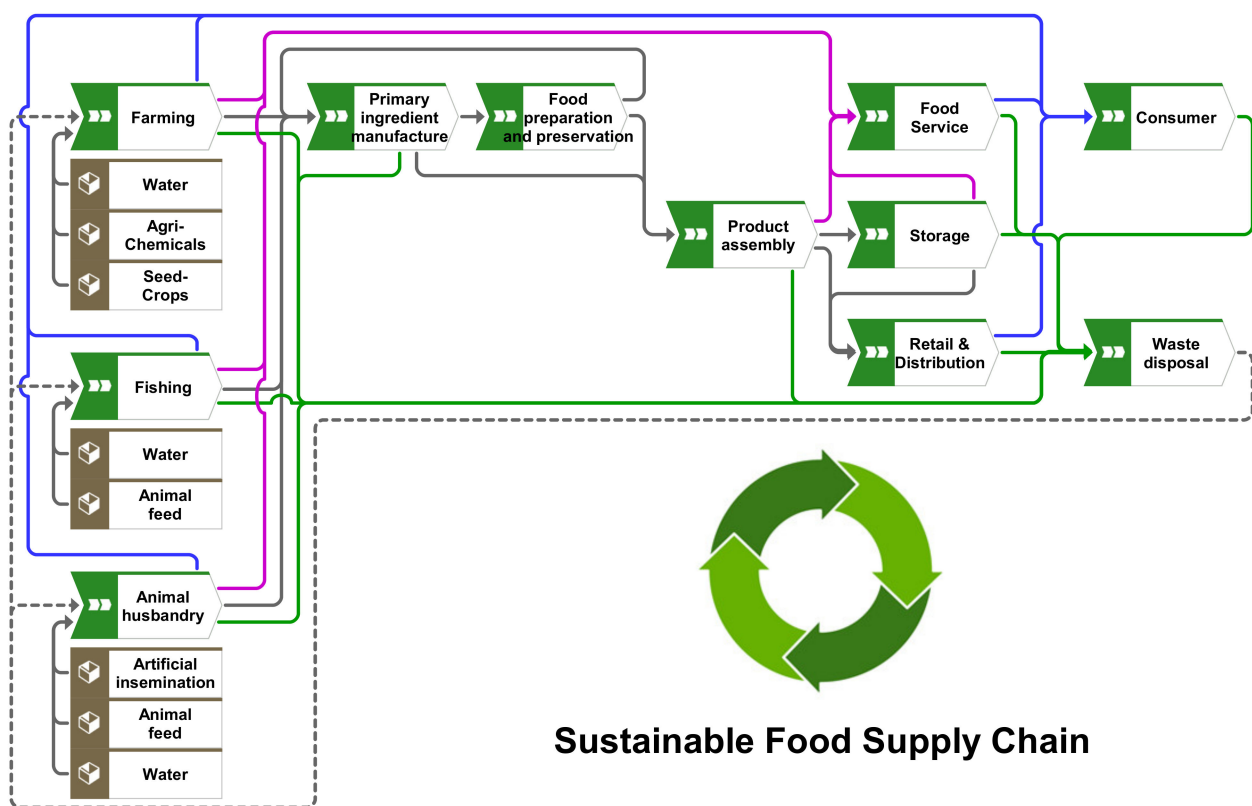 Farming
Water
Agri-
Chemicals
Seed-
Crops
Fishing
Water
Animal
feed
Animal
husbandry
Artificial
insemination
Animal
feed
Water
Primary
ingredient
manufacture
Food
preparation
and preservation
Product
assembly
Food
Service
Storage
Retail &
Distribution
Consumer
Waste
disposal
Sustainable Food Supply Chain